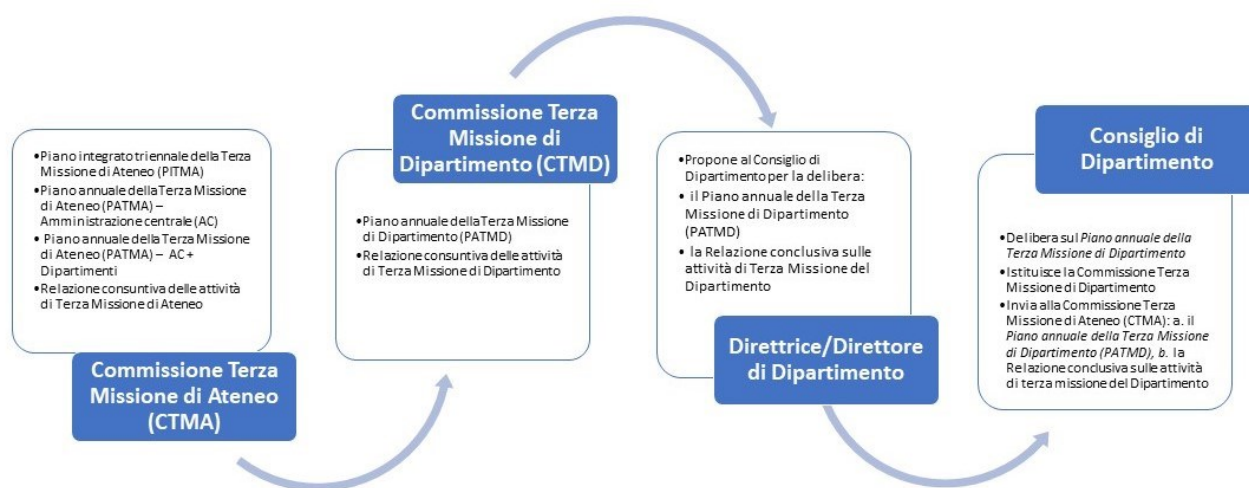 •Piano integrato triennale della Terza
Missione di Ateneo (PITMA)
•Piano annuale della Terza Missione
di Ateneo (PATMA) –
Amministrazione centrale (AC)
• Piano annuale della Terza Missione
di Ateneo (PATMA) – AC +
Dipartimenti
•Relazione consuntiva delle attività
di Terza Missione di Ateneo
Commissione Terza
Missione di Ateneo
(CTMA)
Commissione Terza
Missione di
Dipartimento (CTMD)
•Piano annuale della Terza Missione
di Dipartimento (PATMD)
•Relazione consuntiva delle attività
di Terza Missione di Dipartimento
•Propone al Consiglio di
Dipartimento per la delibera:
• il Piano annuale della Terza
Missione di Dipartimento
(PATMD)
• la Relazione conclusiva sulle
attività di Terza Missione del
Dipartimento
Direttrice/Direttore
di Dipartimento
Consiglio di
Dipartimento
•Delibera sul Piano annuale della
Terza Missione di Dipartimento
•Istituisce la Commissione Terza
Missione di Dipartimento
•Invia alla Commissione Terza
Missione di Ateneo (CTMA): a. il
Piano annuale della Terza Missione
di Dipartimento (PATMD), b. la
Relazione conclusiva sulle attività
di terza missione del Dipartimento